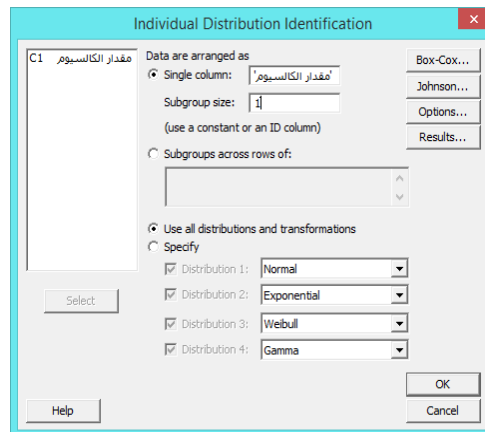 Individual Distribution Identification
×
C1 مقدار الكالسيوم
Data are arranged as
Single column: 'مقدار الكالسيوم'
Subgroup size: 1
(use a constant or an ID column)
Subgroups across rows of:
Use all distributions and transformations
Specify
Distribution 1: Normal
Distribution 2: Exponential
Distribution 3: Weibull
Distribution 4: Gamma
Box-Cox...
Johnson...
Options...
Results...
Select
Help
OK
Cancel